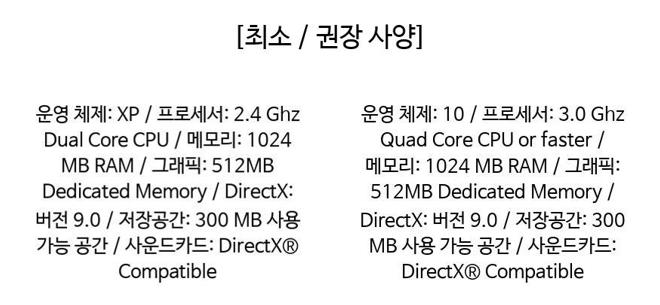 [최소 / 권장 사양]
운영 체제: XP / 프로세서: 2.4 Ghz
Dual Core CPU / 메모리: 1024
MB RAM / 그래픽: 512MB
Dedicated Memory / DirectX:
버전 9.0 / 저장공간: 300 MB 사용
가능 공간 / 사운드카드: DirectX®
Compatible
운영 체제: 10 / 프로세서: 3.0 Ghz
Quad Core CPU or faster /
메모리: 1024 MB RAM / 그래픽:
512MB Dedicated Memory /
DirectX: 버전 9.0 / 저장공간: 300
MB 사용 가능 공간 / 사운드카드:
DirectX® Compatible